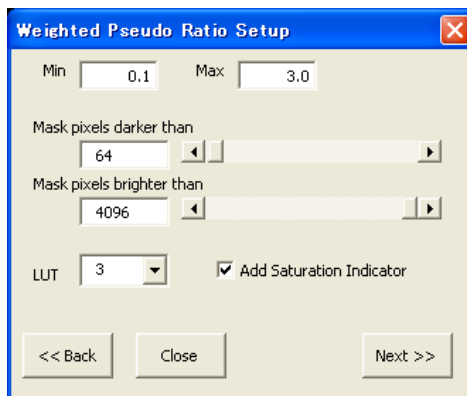 Weighted Pseudo Ratio Setup
Min 0.1 Max 3.0
Mask pixels darker than
64
Mask pixels brighter than
4096
LUT 3 Add Saturation Indicator
<< Back Close Next >>